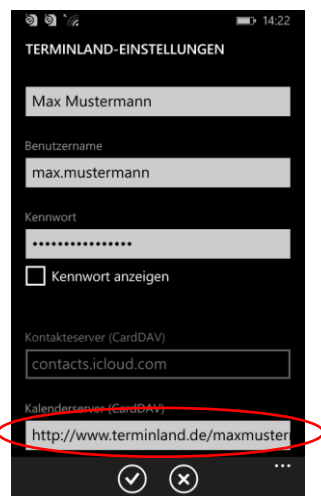 14:22
TERMINLAND-EINSTELLUNGEN
Max Mustermann
Benutzername
max.mustermann
Kennwort
••••••••••••••••
Kennwort anzeigen
Kontakteserver (CardDAV)
contacts.icloud.com
Kalenderserver (CardDAV)
http://www.terminland.de/maxmuster